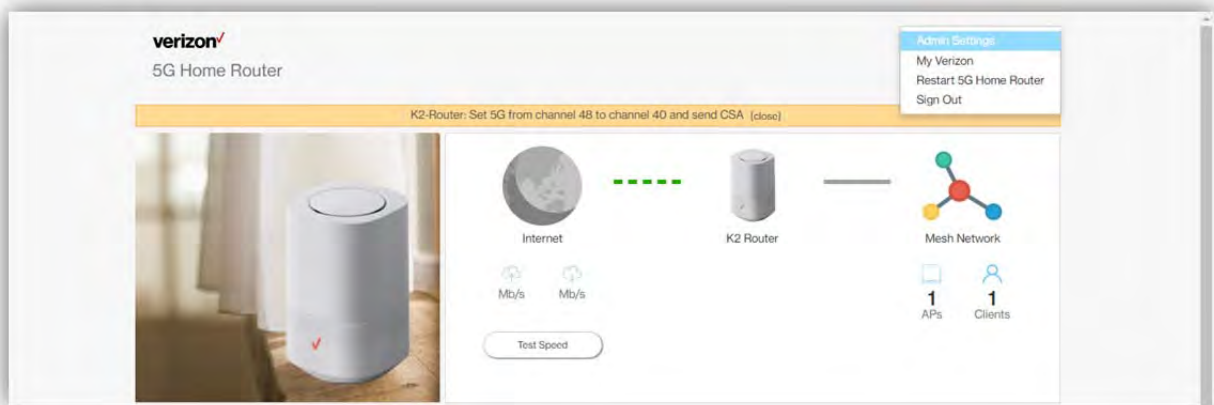 verizon✓
5G Home Router
Admin Settings
My Verizon
Restart 5G Home Router
Sign Out
K2-Router: Set 5G from channel 48 to channel 40 and send CSA [close]
Internet
K2 Router
Mesh Network
Mb/s
Mb/s
1
APs
1
Clients
Test Speed